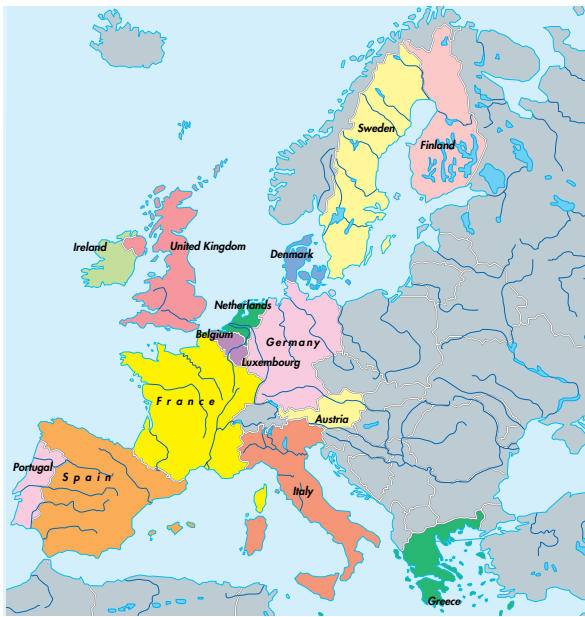 Sweden
Finland
Ireland
United Kingdom
Denmark
Netherlands
Belgium
Germany
Luxembourg
France
Austria
Portugal
Spain
Italy
Greece